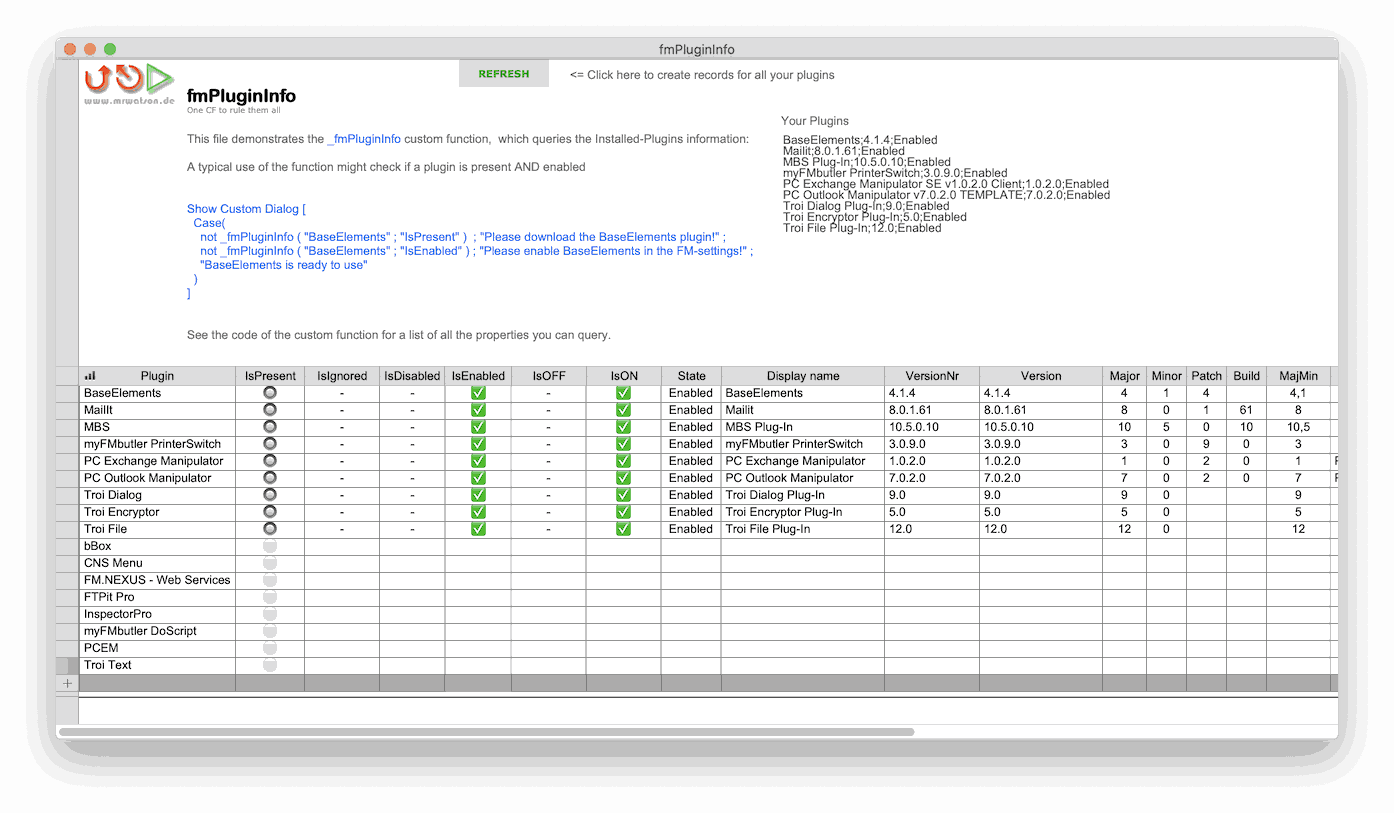 fmPluginInfo
REFRESH <= Click here to create records for all your plugins
www.mrwatson.de
fmPluginInfo
One CF to rule them all
This file demonstrates the _fmPluginInfo custom function, which queries the Installed-Plugins information:
A typical use of the function might check if a plugin is present AND enabled
Show Custom Dialog [
Case(
not _fmPluginInfo ( "BaseElements" ; "IsPresent" ) ; "Please download the BaseElements plugin!" ;
not _fmPluginInfo ( "BaseElements" ; "IsEnabled" ) ; "Please enable BaseElements in the FM-settings!" ;
"BaseElements is ready to use"
)
]
See the code of the custom function for a list of all the properties you can query.
Your Plugins
BaseElements;4.1.4;Enabled
Mailit;8.0.1.61;Enabled
MBS Plug-In;10.5.0.10;Enabled
myFMbutler PrinterSwitch;3.0.9.0;Enabled
PC Exchange Manipulator SE v1.0.2.0 Client;1.0.2.0;Enabled
PC Outlook Manipulator v7.0.2.0 TEMPLATE;7.0.2.0;Enabled
Troi Dialog Plug-In;9.0;Enabled
Troi Encryptor Plug-In;5.0;Enabled
Troi File Plug-In;12.0;Enabled
Plugin IsPresent IsIgnored IsDisabled IsEnabled IsOFF IsON State Display name VersionNr Version Major Minor Patch Build MajMin
BaseElements - - - Enabled BaseElements 4.1.4 4.1.4 4 1 4 4,1
MailIt - - - Enabled Mailit 8.0.1.61 8.0.1.61 8 0 1 61 8
MBS - - - Enabled MBS Plug-In 10.5.0.10 10.5.0.10 10 5 0 10 10,5
myFMbutler PrinterSwitch - - - Enabled myFMbutler PrinterSwitch 3.0.9.0 3.0.9.0 3 0 9 0 3
PC Exchange Manipulator - - - Enabled PC Exchange Manipulator 1.0.2.0 1.0.2.0 1 0 2 0 1
PC Outlook Manipulator - - - Enabled PC Outlook Manipulator 7.0.2.0 7.0.2.0 7 0 2 0 7
Troi Dialog - - - Enabled Troi Dialog Plug-In 9.0 9.0 9 0 9
Troi Encryptor - - - Enabled Troi Encryptor Plug-In 5.0 5.0 5 0 5
Troi File - - - Enabled Troi File Plug-In 12.0 12.0 12 0 12
bBox
CNS Menu
FM.NEXUS - Web Services
FTPit Pro
InspectorPro
myFMbutler DoScript
PCEM
Troi Text
+